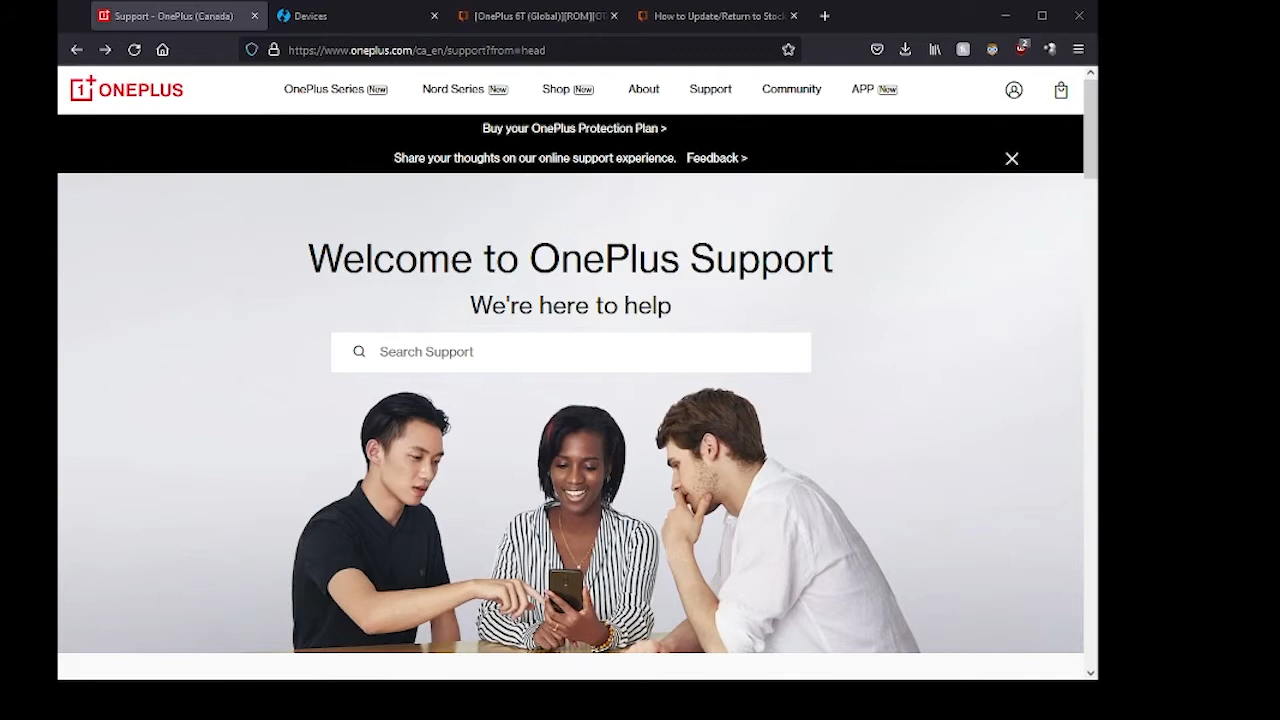 Support - OnePlus (Canada)
Devices
[OnePlus 6T (Global)][ROM][OT
How to Update/Return to Stoc
https://www.oneplus.com/ca_en/support?from=head
2
1+ ONEPLUS
OnePlus Series New
Nord Series New
Shop New
About
Support
Community
APP New
Buy your OnePlus Protection Plan >
Share your thoughts on our online support experience. Feedback >
Welcome to OnePlus Support
We're here to help
Search Support